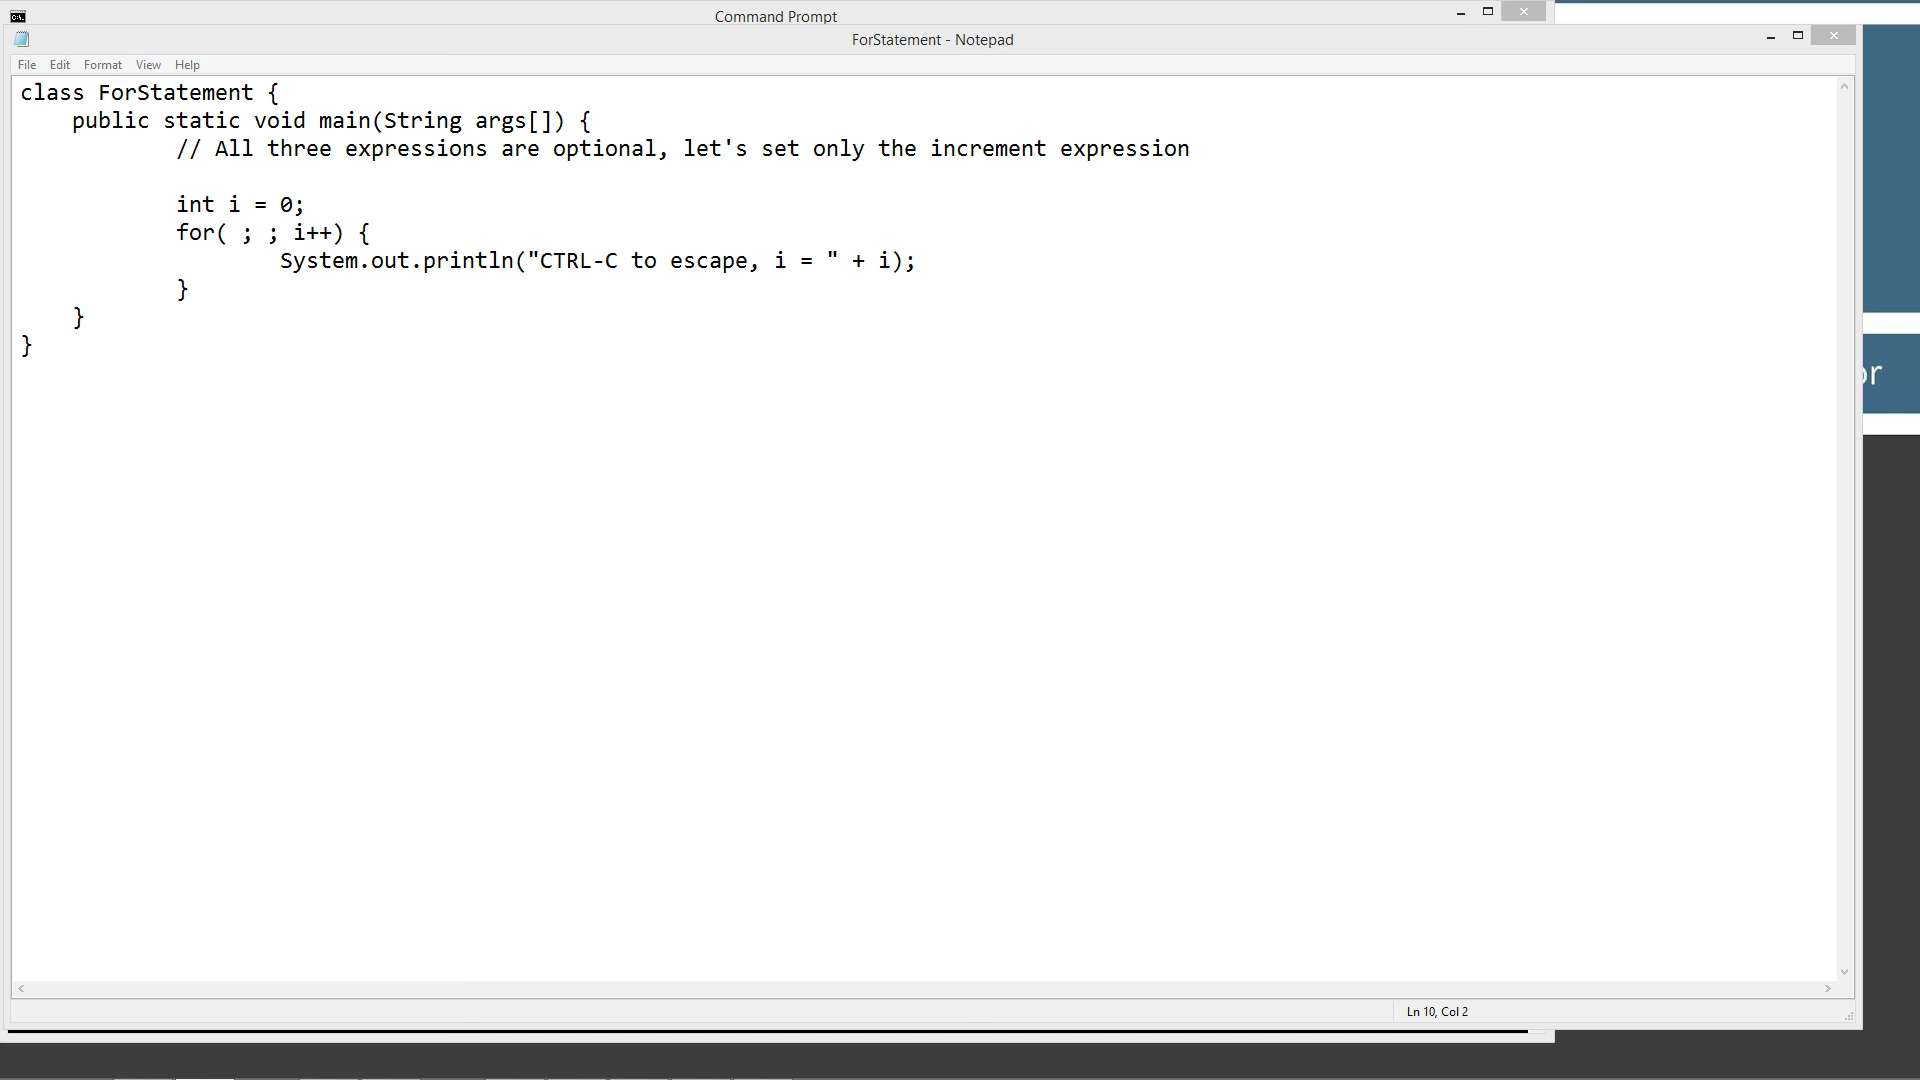 Command Prompt
ForStatement - Notepad
File Edit Format View Help
class ForStatement {
    public static void main(String args[]) {
            // All three expressions are optional, let's set only the increment expression

            int i = 0;
            for( ; ; i++) {
                    System.out.println("CTRL-C to escape, i = " + i);
            }
    }
}
or
Ln 10, Col 2